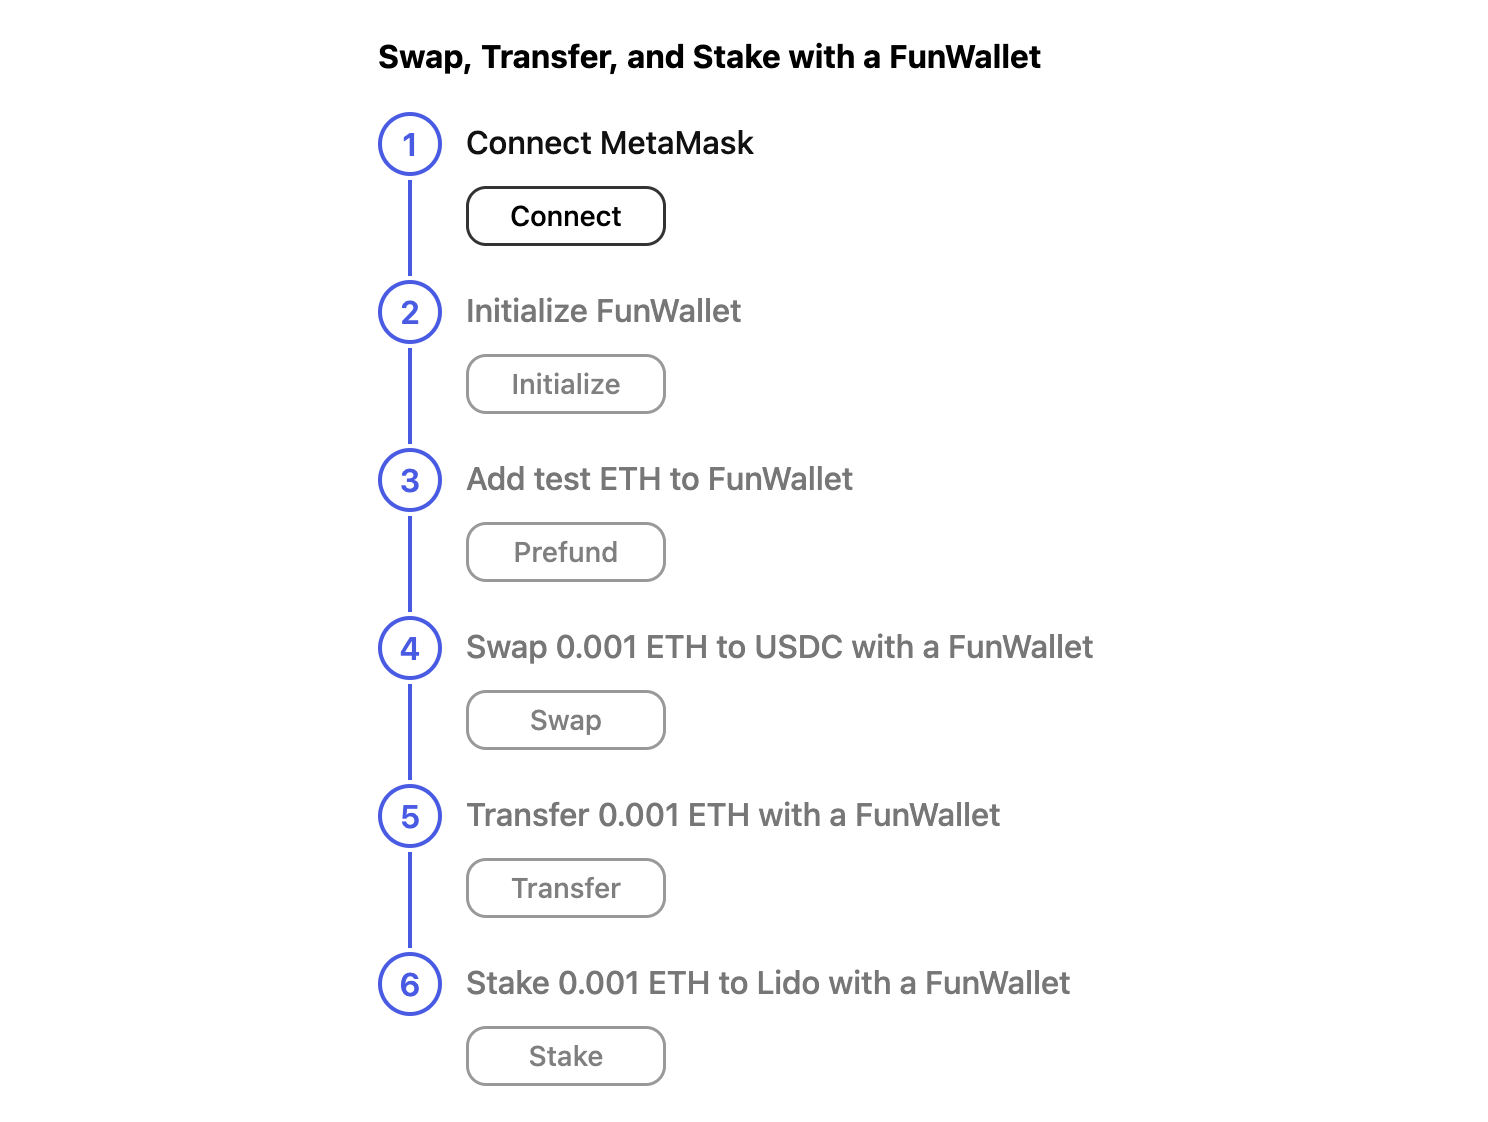 Swap, Transfer, and Stake with a FunWallet
1
Connect MetaMask
Connect
2
Initialize FunWallet
Initialize
3
Add test ETH to FunWallet
Prefund
4
Swap 0.001 ETH to USDC with a FunWallet
Swap
5
Transfer 0.001 ETH with a FunWallet
Transfer
6
Stake 0.001 ETH to Lido with a FunWallet
Stake